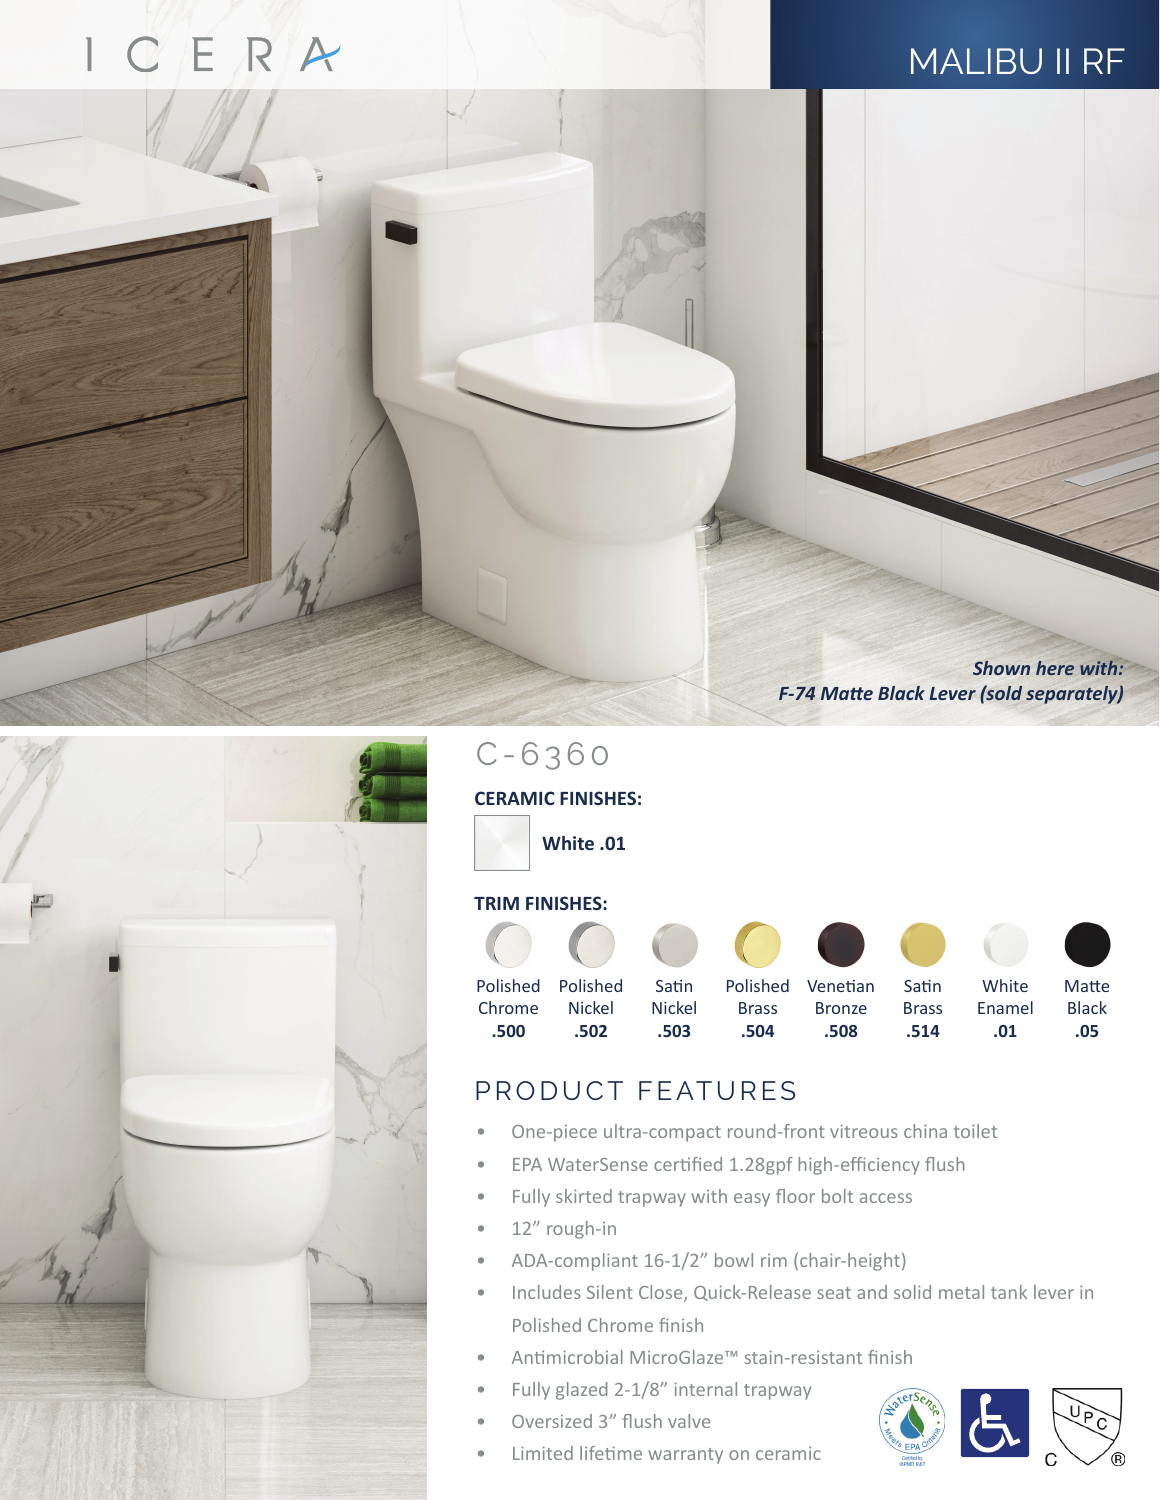 ICERA
MALIBU II RF
Shown here with:
F-74 Matte Black Lever (sold separately)
C-6360
CERAMIC FINISHES:
White .01
TRIM FINISHES:
Polished Chrome .500
Polished Nickel .502
Satin Nickel .503
Polished Brass .504
Venetian Bronze .508
Satin Brass .514
White Enamel .01
Matte Black .05
PRODUCT FEATURES
• One-piece ultra-compact round-front vitreous china toilet
• EPA WaterSense certified 1.28gpf high-efficiency flush
• Fully skirted trapway with easy floor bolt access
• 12” rough-in
• ADA-compliant 16-1/2” bowl rim (chair-height)
• Includes Silent Close, Quick-Release seat and solid metal tank lever in
Polished Chrome finish
• Antimicrobial MicroGlaze™ stain-resistant finish
• Fully glazed 2-1/8” internal trapway
• Oversized 3” flush valve
• Limited lifetime warranty on ceramic
WaterSense
Meets EPA Criteria
Certified by
IAPMO R&T
UPC
C ®